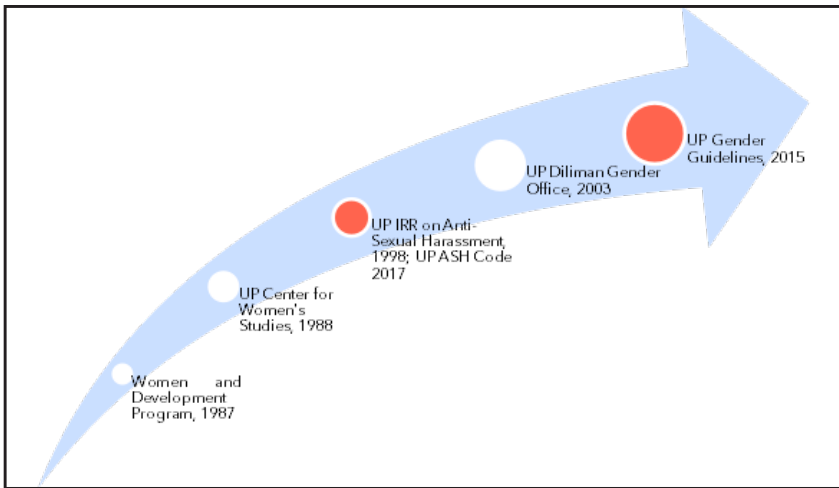 UP Gender
Guidelines, 2015
UP Diliman Gender
Office, 2003
UP IRR on Anti-
Sexual Harassment,
1998; UP ASH Code
2017
UP Center for
Women's
Studies, 1988
Women and
Development
Program, 1987